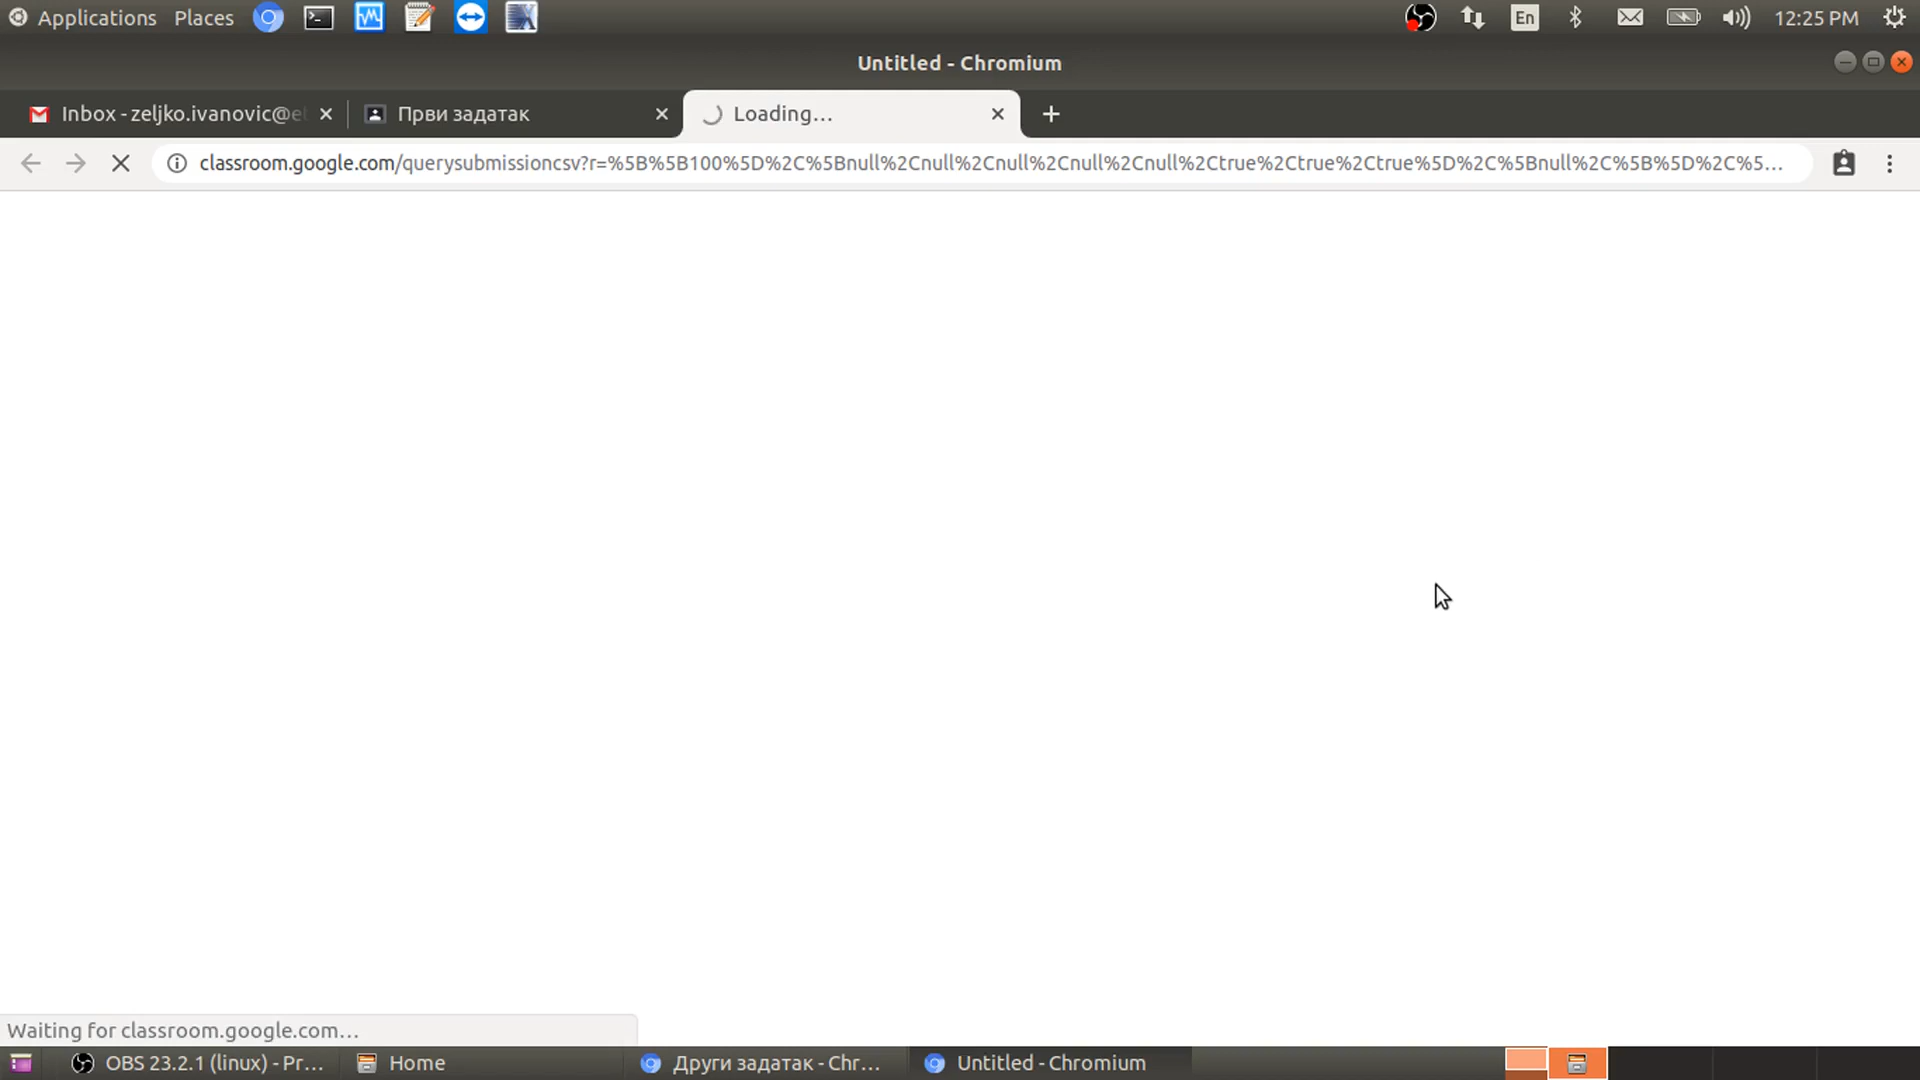 Applications Places En 12:25 PM
Untitled - Chromium
Inbox - zeljko.ivanovic@el Први задатак Loading…
classroom.google.com/querysubmissioncsv?r=%5B%5B100%5D%2C%5Bnull%2Cnull%2Cnull%2Cnull%2Cnull%2Ctrue%2Ctrue%2Ctrue%5D%2C%5Bnull%2C%5B%5D%2C%5…
Waiting for classroom.google.com…
OBS 23.2.1 (linux) - Pr… Home Други задатак - Chr… Untitled - Chromium